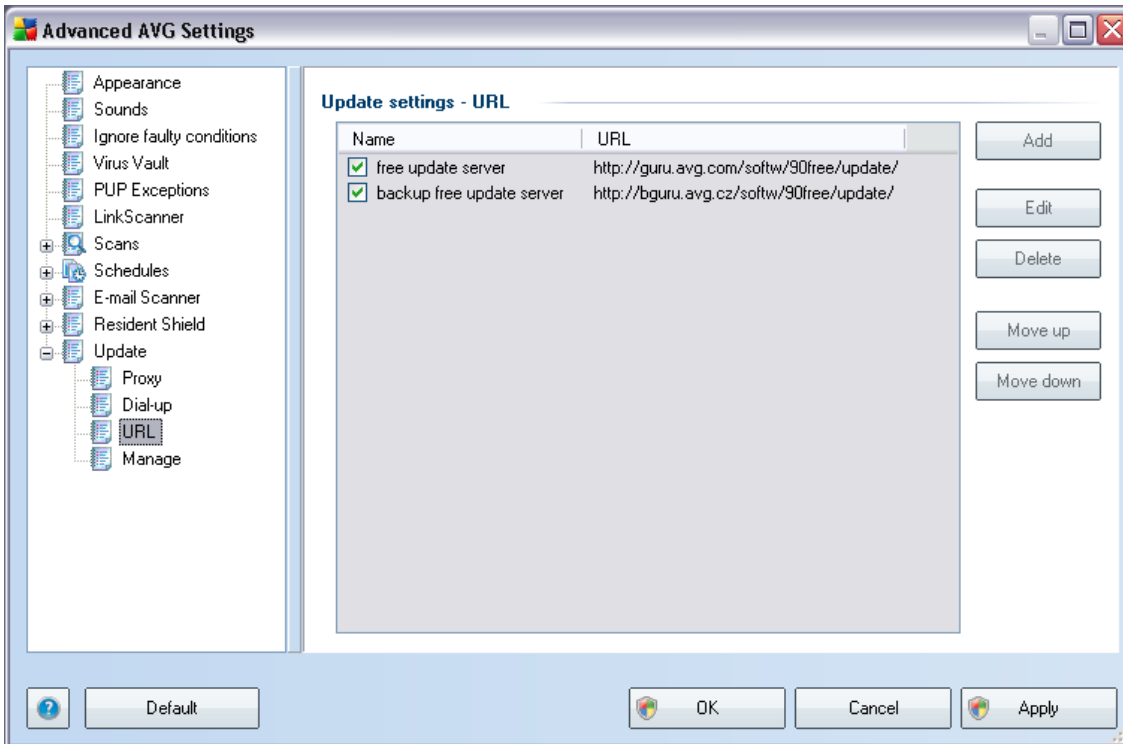 Advanced AVG Settings
Appearance
Sounds
Ignore faulty conditions
Virus Vault
PUP Exceptions
LinkScanner
Scans
Schedules
E-mail Scanner
Resident Shield
Update
Proxy
Dial-up
URL
Manage
Update settings - URL
Name URL
free update server http://guru.avg.com/softw/90free/update/
backup free update server http://bguru.avg.cz/softw/90free/update/
Add
Edit
Delete
Move up
Move down
? Default OK Cancel Apply